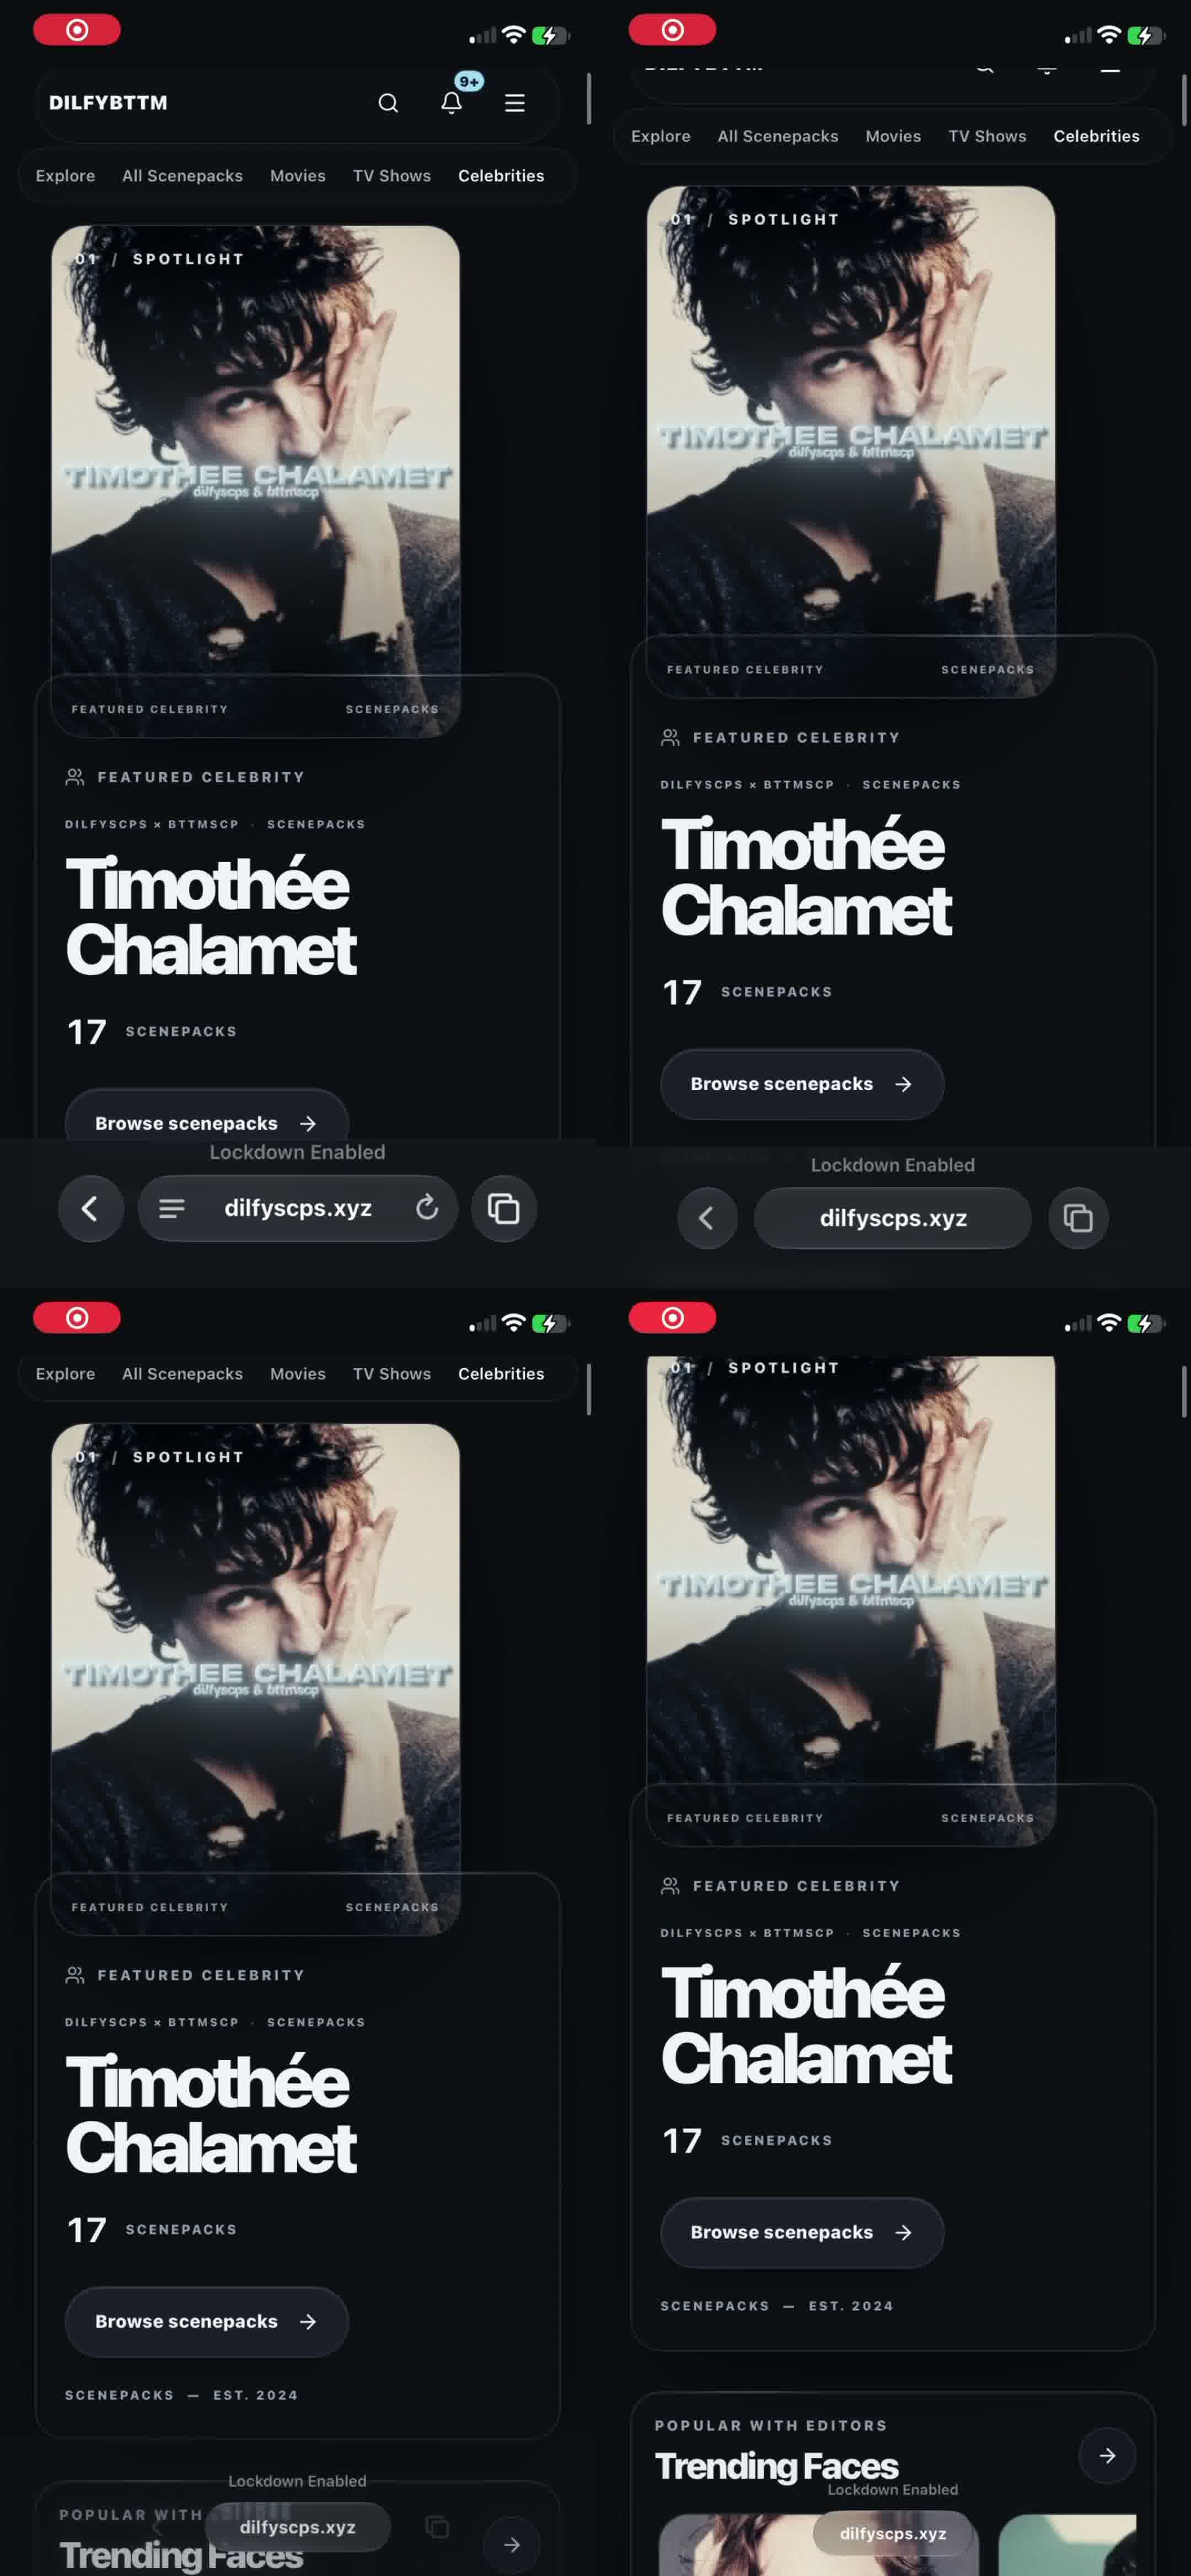 9+
DILFYBTTM
Explore All Scenepacks Movies TV Shows Celebrities
01 / SPOTLIGHT
TIMOTHEE CHALAMET
dilfyscps & bttmscp
FEATURED CELEBRITY SCENEPACKS
FEATURED CELEBRITY
DILFYSCPS × BTTMSCP · SCENEPACKS
Timothée
Chalamet
17 SCENEPACKS
Browse scenepacks →
Lockdown Enabled
dilfyscps.xyz
Explore All Scenepacks Movies TV Shows Celebrities
01 / SPOTLIGHT
TIMOTHEE CHALAMET
dilfyscps & bttmscp
FEATURED CELEBRITY SCENEPACKS
FEATURED CELEBRITY
DILFYSCPS × BTTMSCP · SCENEPACKS
Timothée
Chalamet
17 SCENEPACKS
Browse scenepacks →
Lockdown Enabled
dilfyscps.xyz
Explore All Scenepacks Movies TV Shows Celebrities
01 / SPOTLIGHT
TIMOTHEE CHALAMET
dilfyscps & bttmscp
FEATURED CELEBRITY SCENEPACKS
FEATURED CELEBRITY
DILFYSCPS × BTTMSCP · SCENEPACKS
Timothée
Chalamet
17 SCENEPACKS
Browse scenepacks →
SCENEPACKS — EST. 2024
Lockdown Enabled
POPULAR WITH
dilfyscps.xyz
Trending Faces
01 / SPOTLIGHT
TIMOTHEE CHALAMET
dilfyscps & bttmscp
FEATURED CELEBRITY SCENEPACKS
FEATURED CELEBRITY
DILFYSCPS × BTTMSCP · SCENEPACKS
Timothée
Chalamet
17 SCENEPACKS
Browse scenepacks →
SCENEPACKS — EST. 2024
POPULAR WITH EDITORS
Trending Faces
Lockdown Enabled
dilfyscps.xyz